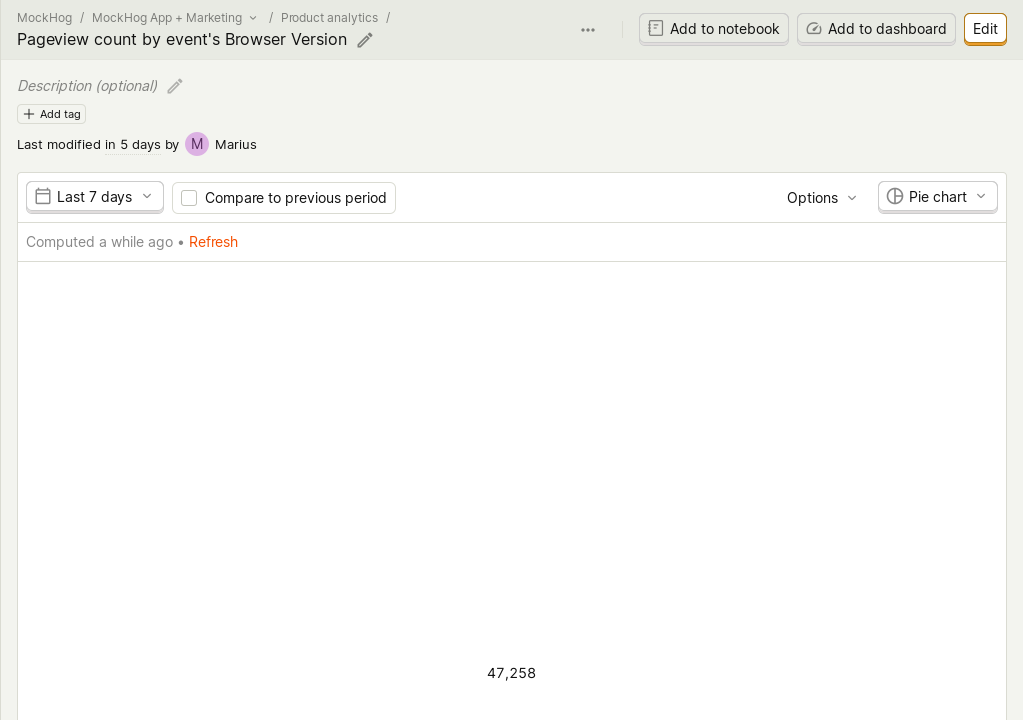 MockHog / MockHog App + Marketing / Product analytics /
Pageview count by event's Browser Version
Add to notebook
Add to dashboard
Edit
Description (optional)
Add tag
Last modified in 5 days by M Marius
Last 7 days
Compare to previous period
Options
Pie chart
Computed a while ago • Refresh
47,258